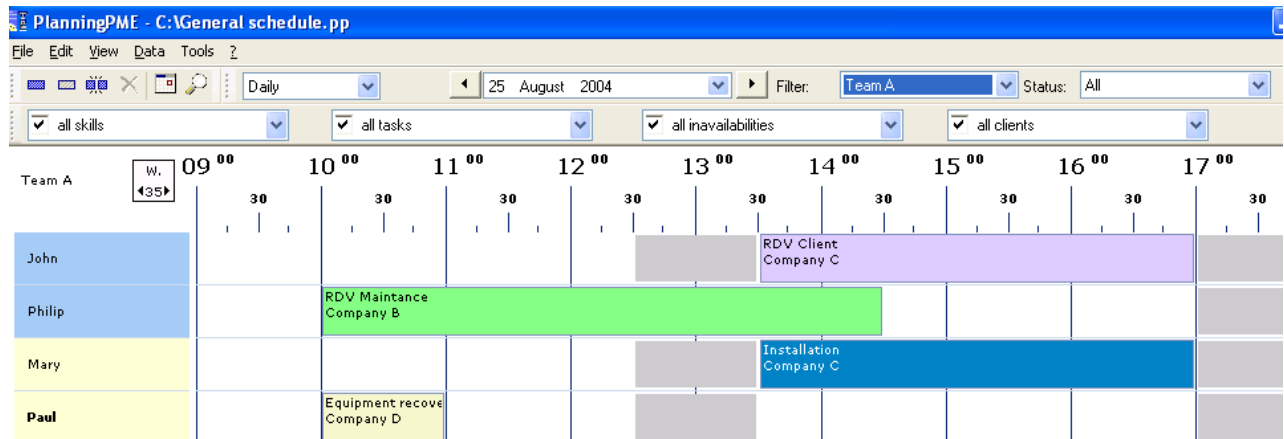 PlanningPME - C:\General schedule.pp
File Edit View Data Tools ?
Daily 25 August 2004 Filter: Team A Status: All
all skills all tasks all inavailabilities all clients
Team A W. 35 09 00 10 00 11 00 12 00 13 00 14 00 15 00 16 00 17 00
30 30 30 30 30 30 30 30 30
John RDV Client
Company C
Philip RDV Maintance
Company B
Mary Installation
Company C
Paul Equipment recove
Company D